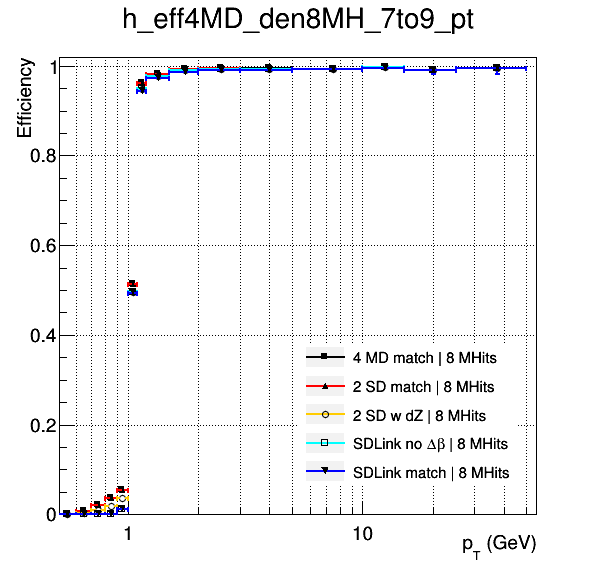 h_eff4MD_den8MH_7to9_pt
Efficiency
1
0.8
0.6
0.4
0.2
0
4 MD match | 8 MHits
2 SD match | 8 MHits
2 SD w dZ | 8 MHits
SDLink no Δβ | 8 MHits
SDLink match | 8 MHits
1 10
p_T (GeV)